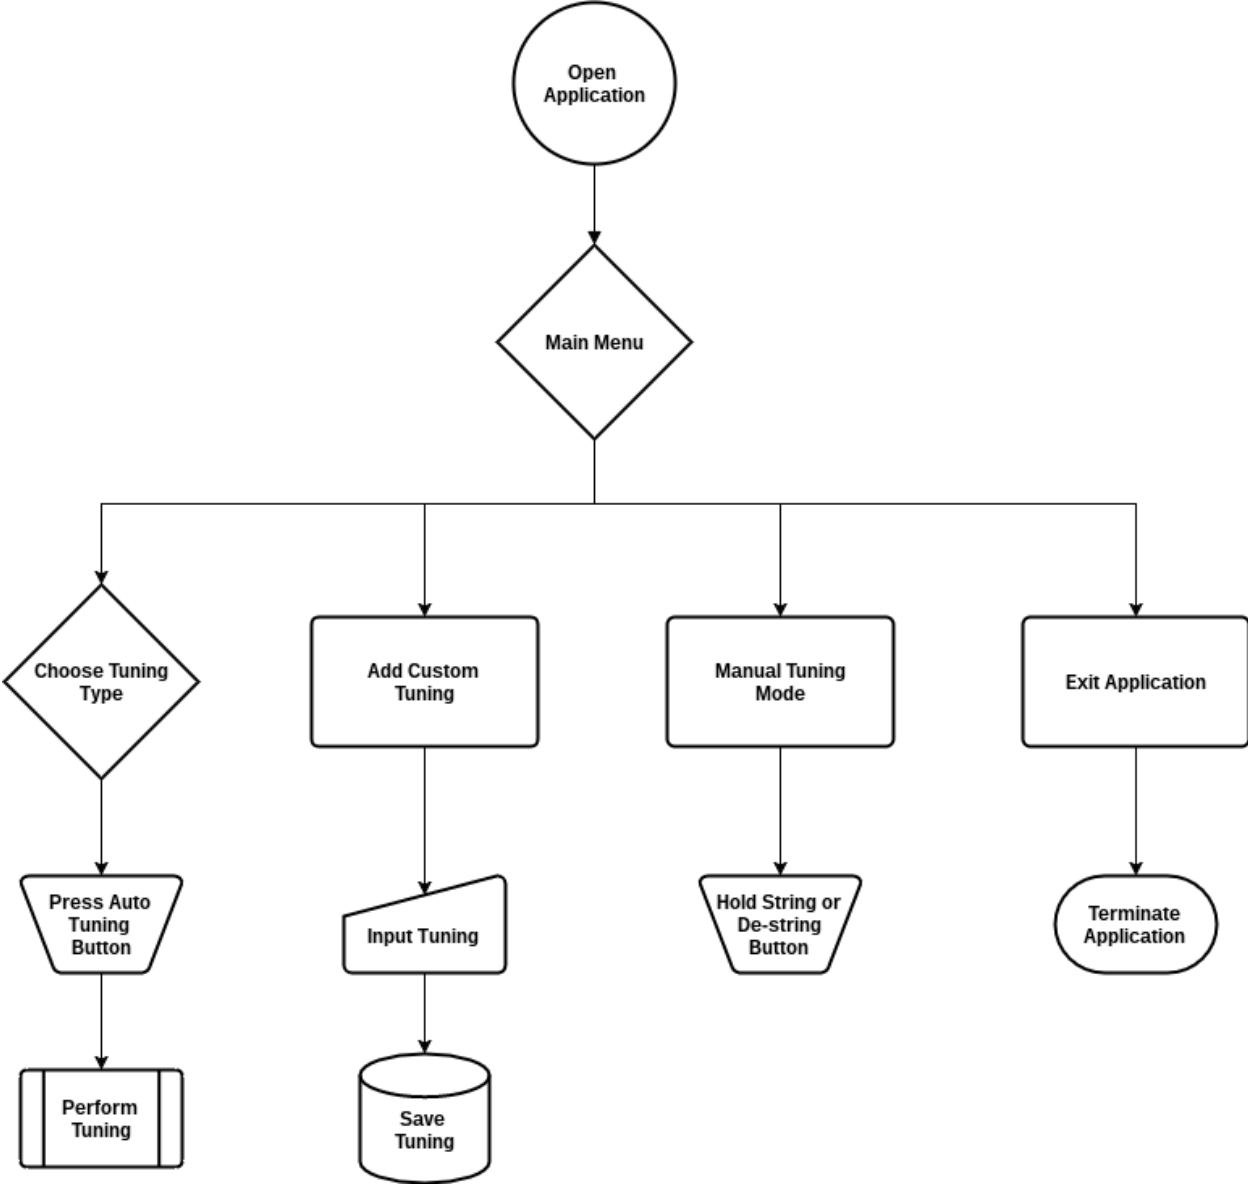 Open
Application
Main Menu
Choose Tuning
Type
Add Custom
Tuning
Manual Tuning
Mode
Exit Application
Press Auto
Tuning
Button
Input Tuning
Hold String or
De-string
Button
Terminate
Application
Perform
Tuning
Save
Tuning